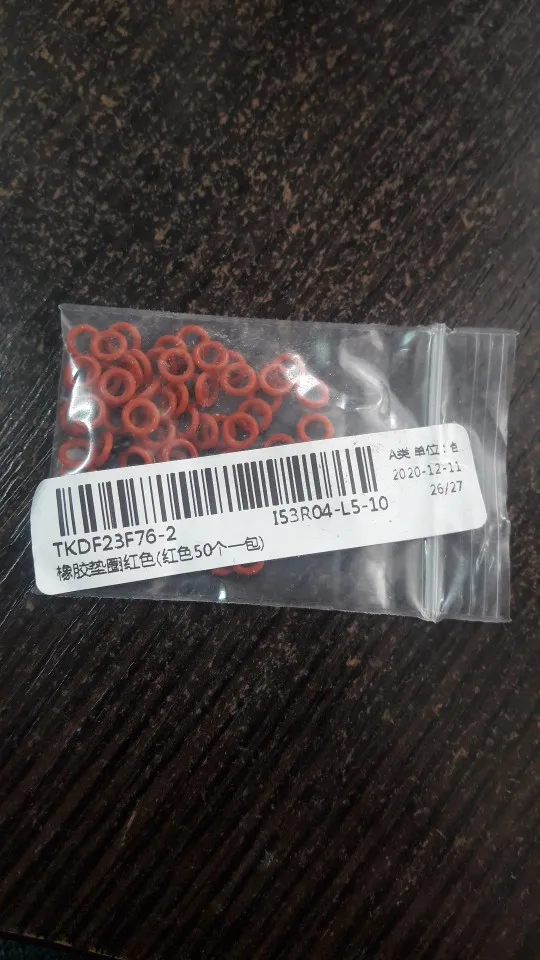 A类 单位:包
2020-12-11
26/27
I53R04-L5-10
TKDF23F76-2
橡胶垫圈红色(红色50个一包)